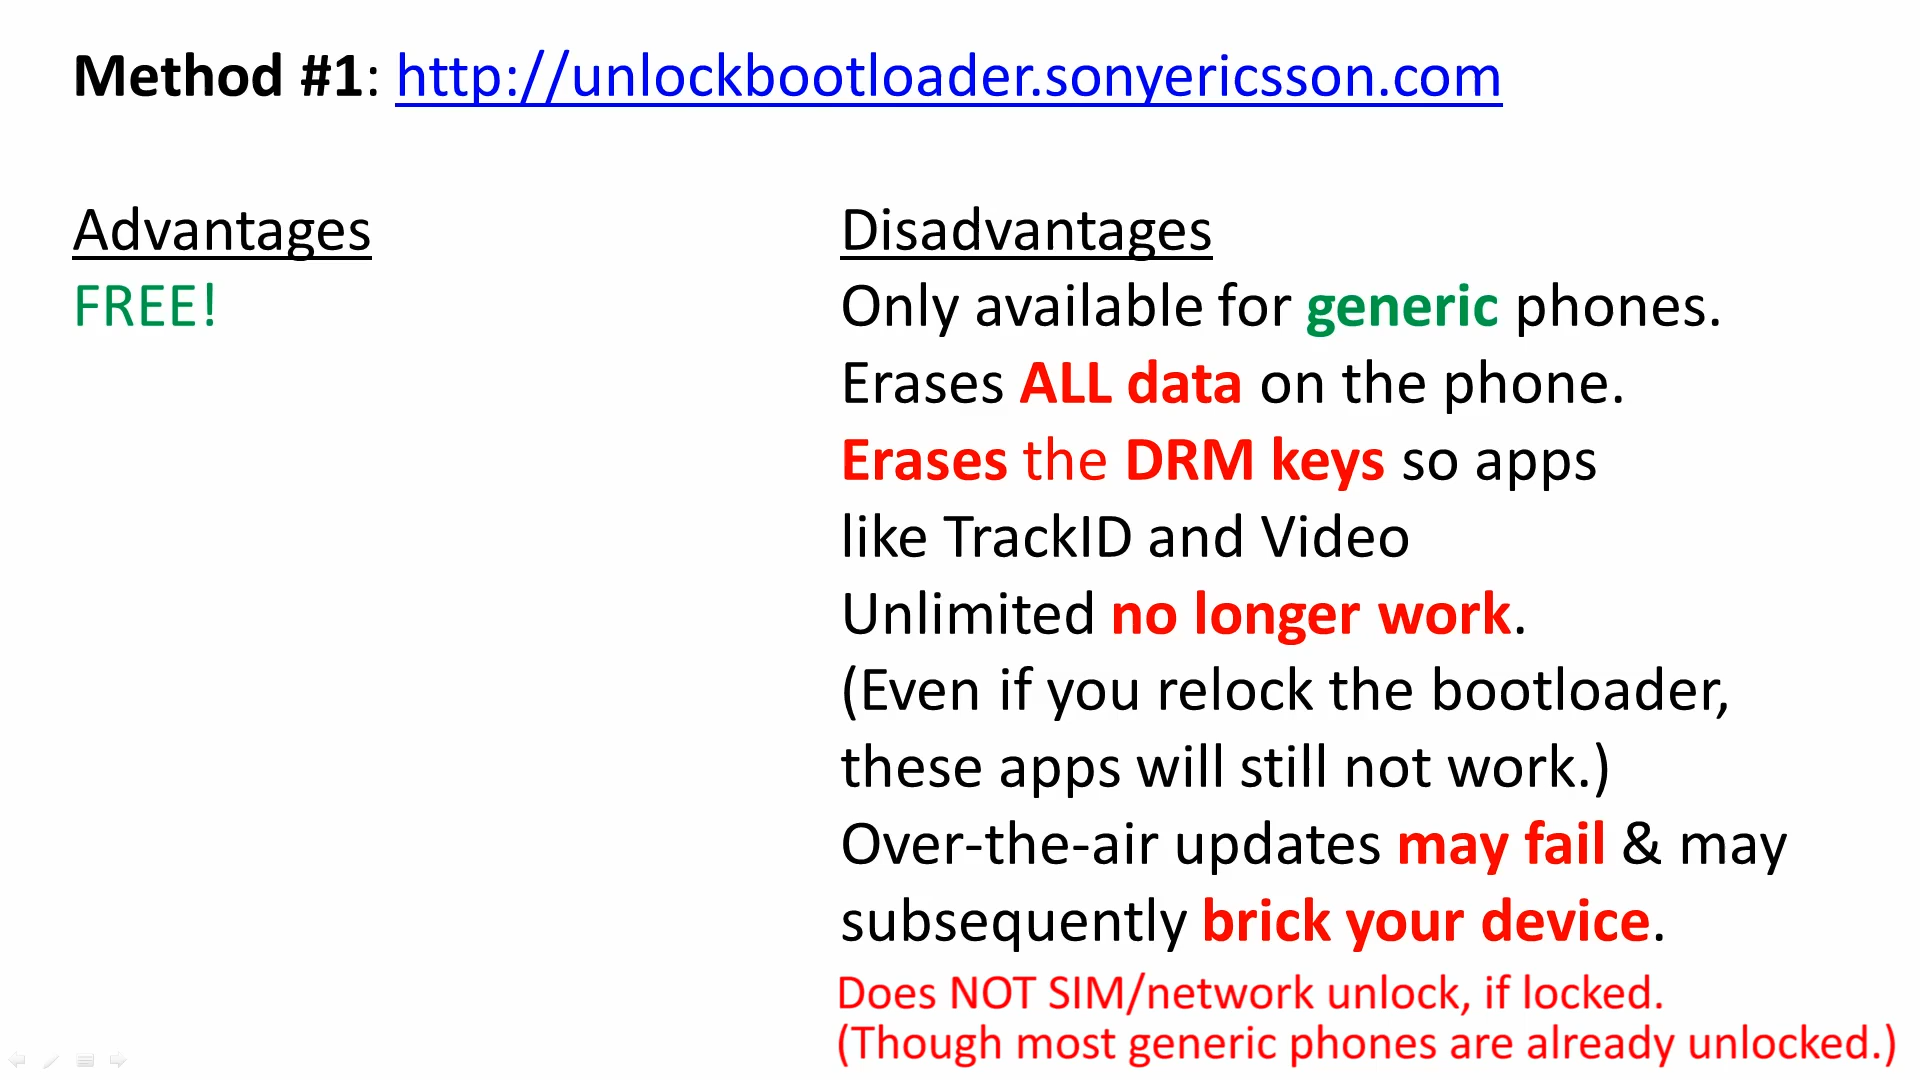 Method #1: http://unlockbootloader.sonyericsson.com
Advantages
FREE!
Disadvantages
Only available for generic phones.
Erases ALL data on the phone.
Erases the DRM keys so apps
like TrackID and Video
Unlimited no longer work.
(Even if you relock the bootloader,
these apps will still not work.)
Over-the-air updates may fail & may
subsequently brick your device.
Does NOT SIM/network unlock, if locked.
(Though most generic phones are already unlocked.)